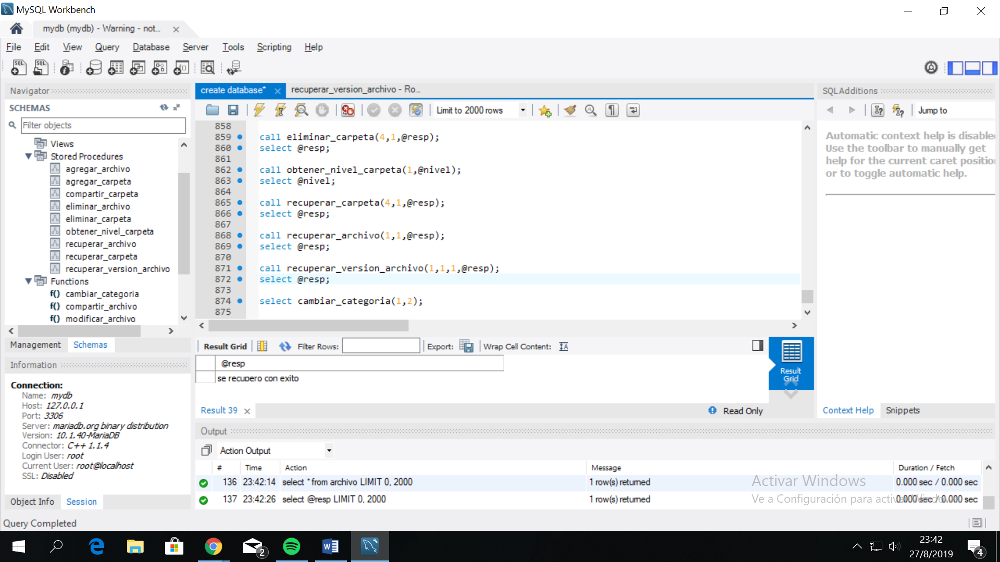 MySQL Workbench
mydb (mydb) - Warning - not...
File Edit View Query Database Server Tools Scripting Help
Navigator
SCHEMAS
Filter objects
Views
Stored Procedures
agregar_archivo
agregar_carpeta
compartir_carpeta
eliminar_archivo
eliminar_carpeta
obtener_nivel_carpeta
recuperar_archivo
recuperar_carpeta
recuperar_version_archivo
Functions
f() cambiar_categoria
f() compartir_archivo
f() modificar_archivo
Management Schemas
Information
Connection:
Name: mydb
Host: 127.0.0.1
Port: 3306
Server: mariadb.org binary distribution
Version: 10.1.40-MariaDB
Connector: C++ 1.1.4
Login User: root
Current User: root@localhost
SSL: Disabled
Object Info Session
Query Completed
create database* recuperar_version_archivo - Ro...
Limit to 2000 rows
858
859 call eliminar_carpeta(4,1,@resp);
860 select @resp;
861
862 call obtener_nivel_carpeta(1,@nivel);
863 select @nivel;
864
865 call recuperar_carpeta(4,1,@resp);
866 select @resp;
867
868 call recuperar_archivo(1,1,@resp);
869 select @resp;
870
871 call recuperar_version_archivo(1,1,1,@resp);
872 select @resp;
873
874 select cambiar_categoria(1,2);
875
Result Grid Filter Rows: Export: Wrap Cell Content:
@resp
se recupero con exito
Result Grid
Result 39
Read Only
SQLAdditions
Jump to
Automatic context help is disable
Use the toolbar to manually get
help for the current caret positio
or to toggle automatic help.
Context Help Snippets
Output
Action Output
# Time Action Message Duration / Fetch
136 23:42:14 select * from archivo LIMIT 0, 2000 1 row(s) returned 0.000 sec / 0.000 sec
137 23:42:26 select @resp LIMIT 0, 2000 1 row(s) returned 0.000 sec / 0.000 sec
Activar Windows
Ve a Configuración para activar Windows.
2
23:42
27/8/2019
4